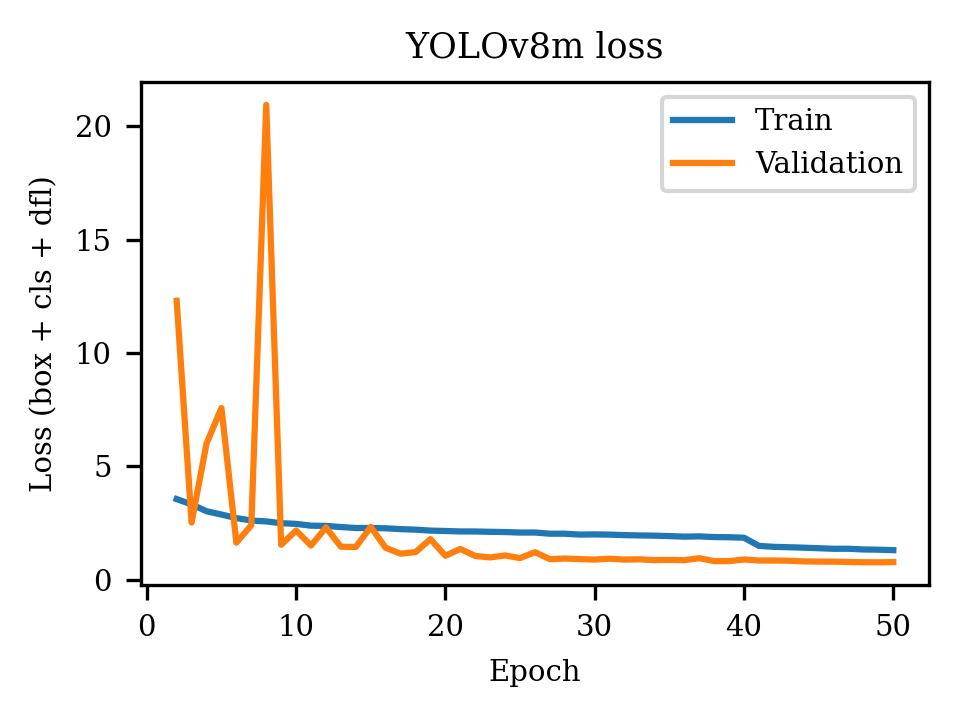 YOLOv8m loss
Train
Validation
Loss (box + cls + dfl)
20
15
10
5
0
0 10 20 30 40 50
Epoch